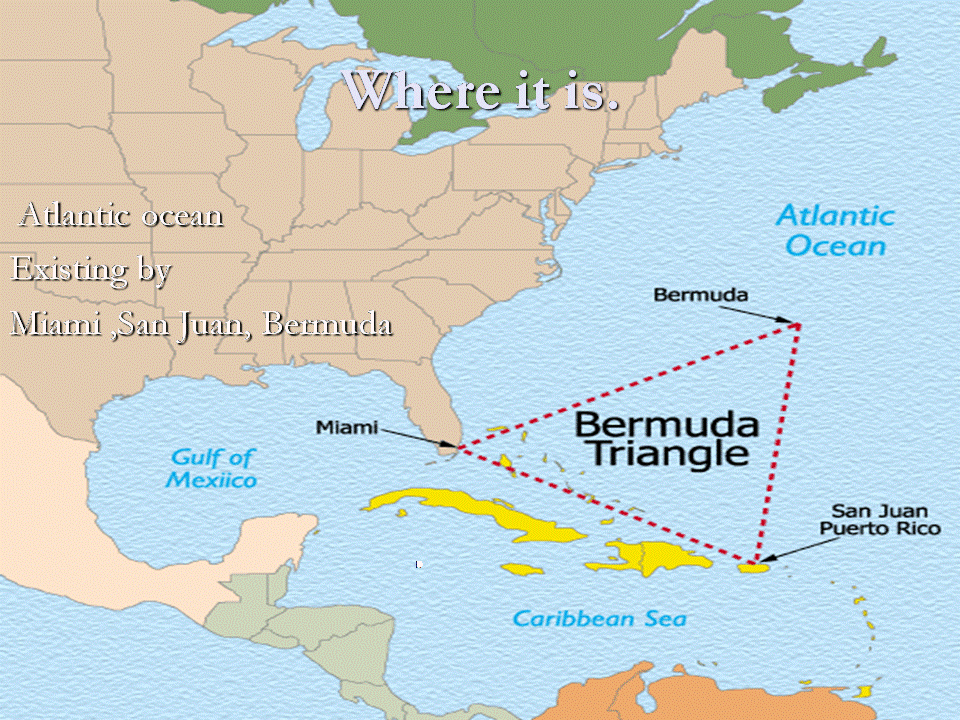 Where it is.
Atlantic ocean
Existing by
Miami ,San Juan, Bermuda
Atlantic
Ocean
Bermuda
Bermuda
Triangle
Miami
Gulf of
Mexiico
San Juan
Puerto Rico
Caribbean Sea